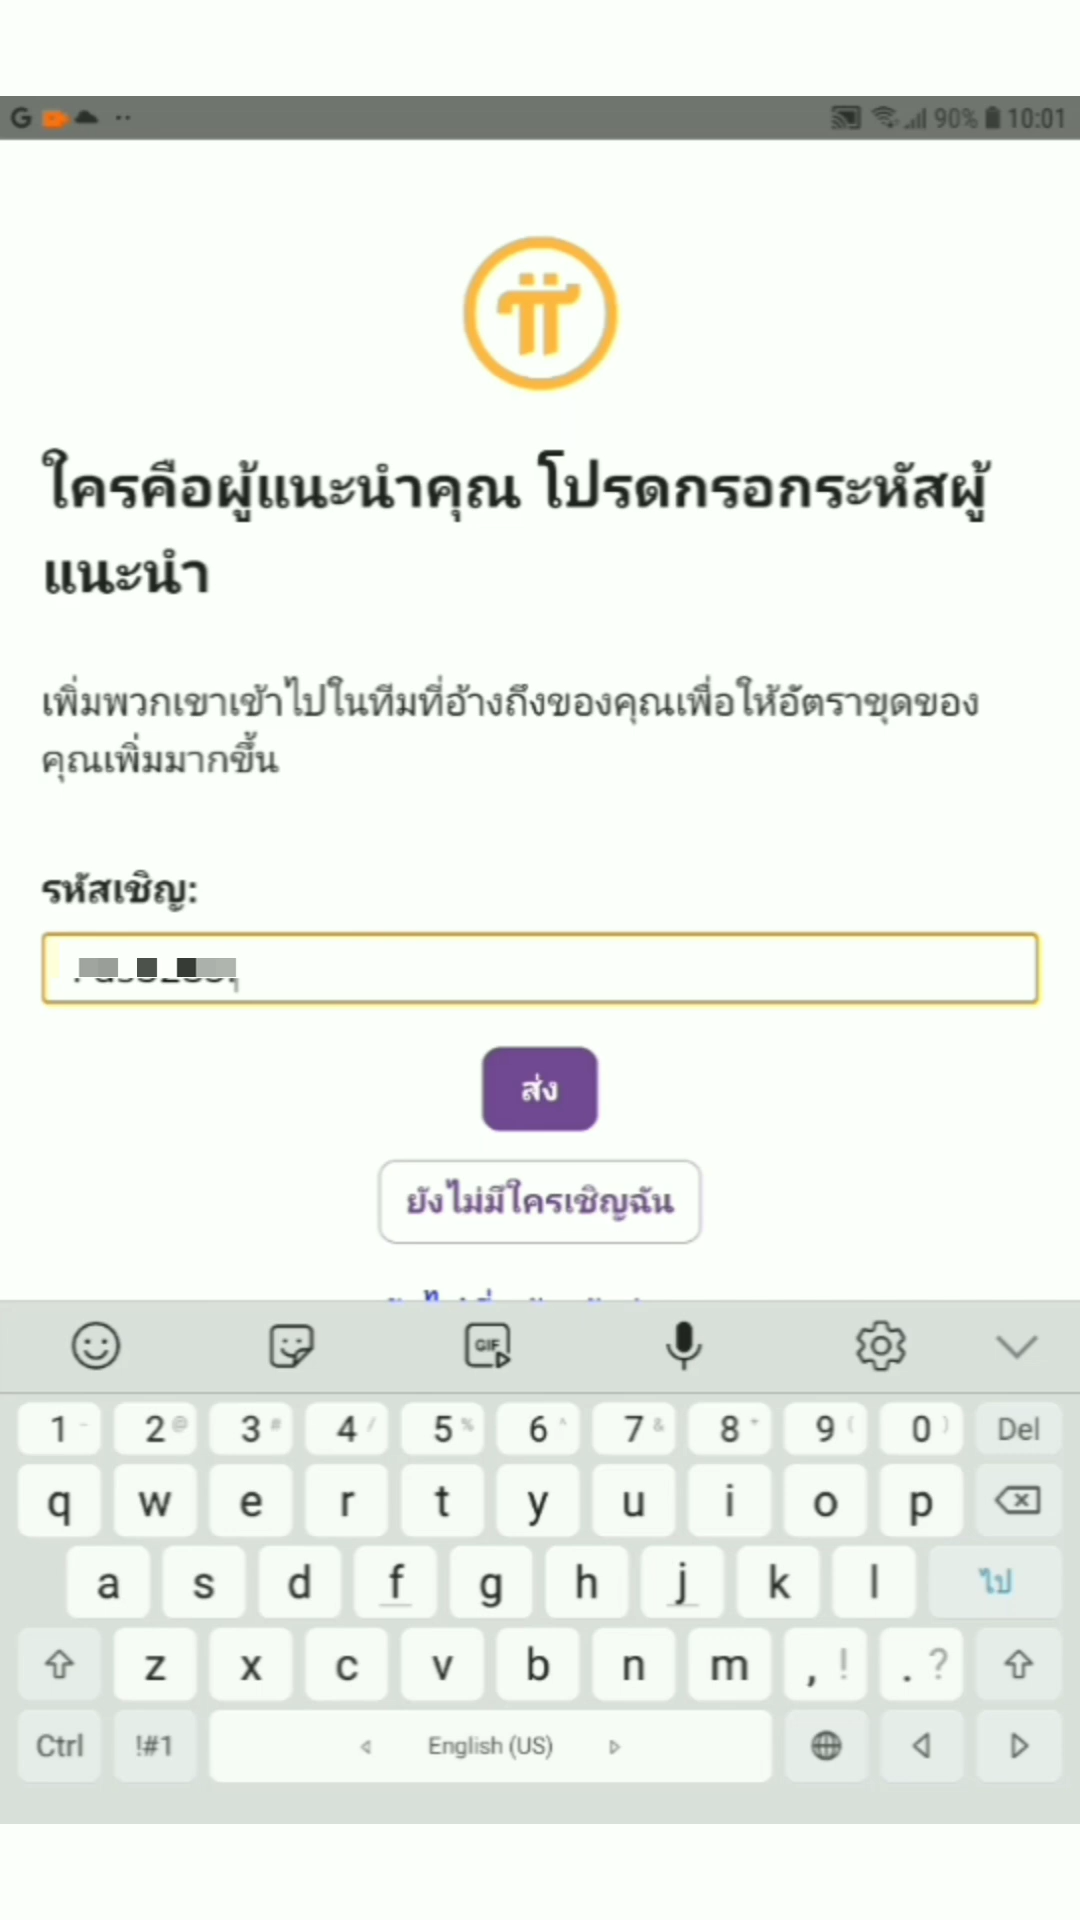 G
90% 10:01
ใครคือผู้แนะนำคุณ โปรดกรอกระหัสผู้
แนะนำ
เพิ่มพวกเขาเข้าไปในทีมที่อ้างถึงของคุณเพื่อให้อัตราขุดของ
คุณเพิ่มมากขึ้น
รหัสเชิญ:
ส่ง
ยังไม่มีใครเชิญฉัน
GIF
1 2 @ 3 # 4 / 5 % 6 ^ 7 & 8 * 9 ( 0 ) Del
q w e r t y u i o p
a s d f g h j k l ไป
z x c v b n m , ! . ?
Ctrl !#1 English (US)